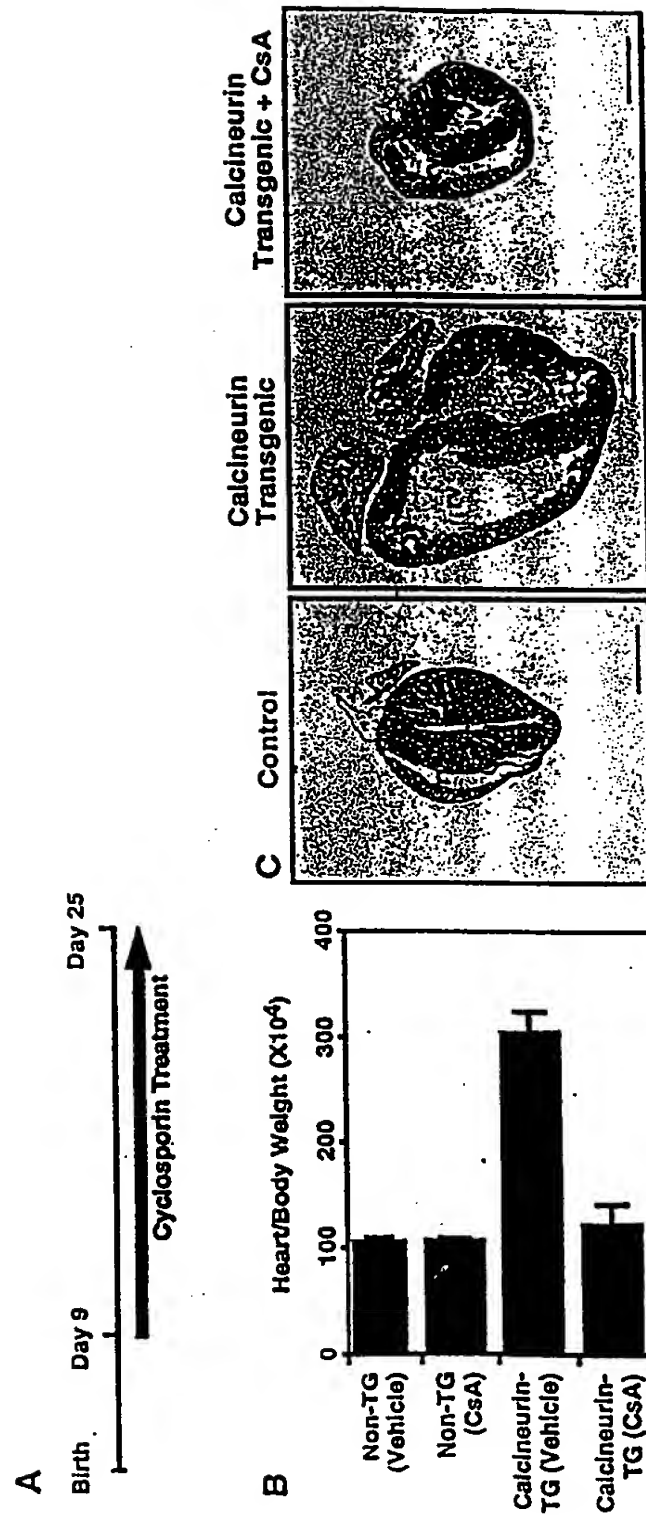 A
Birth
Day 9
Day 25
Cyclosporin Treatment
B
Heart/Body Weight (X10⁴)
0
100
200
300
400
Non-TG
(Vehicle)
Non-TG
(CsA)
Calcineurin-
TG (Vehicle)
Calcineurin-
TG (CsA)
C
Control
Calcineurin
Transgenic
Calcineurin
Transgenic + CsA